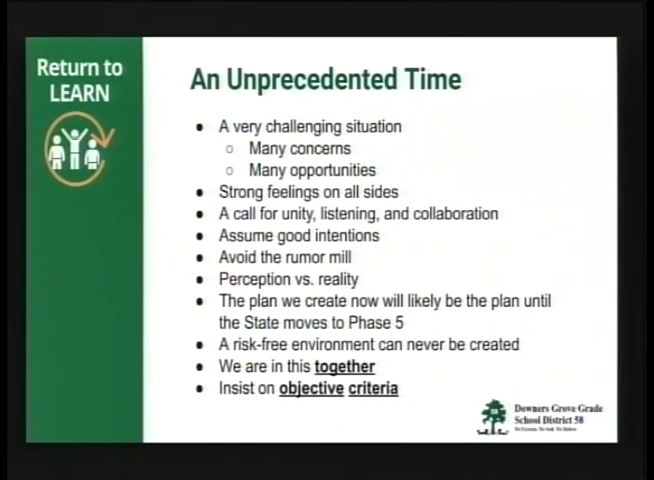 Return to
LEARN
An Unprecedented Time
● A very challenging situation
○ Many concerns
○ Many opportunities
● Strong feelings on all sides
● A call for unity, listening, and collaboration
● Assume good intentions
● Avoid the rumor mill
● Perception vs. reality
● The plan we create now will likely be the plan until
the State moves to Phase 5
● A risk-free environment can never be created
● We are in this together
● Insist on objective criteria
Downers Grove Grade
School District 58